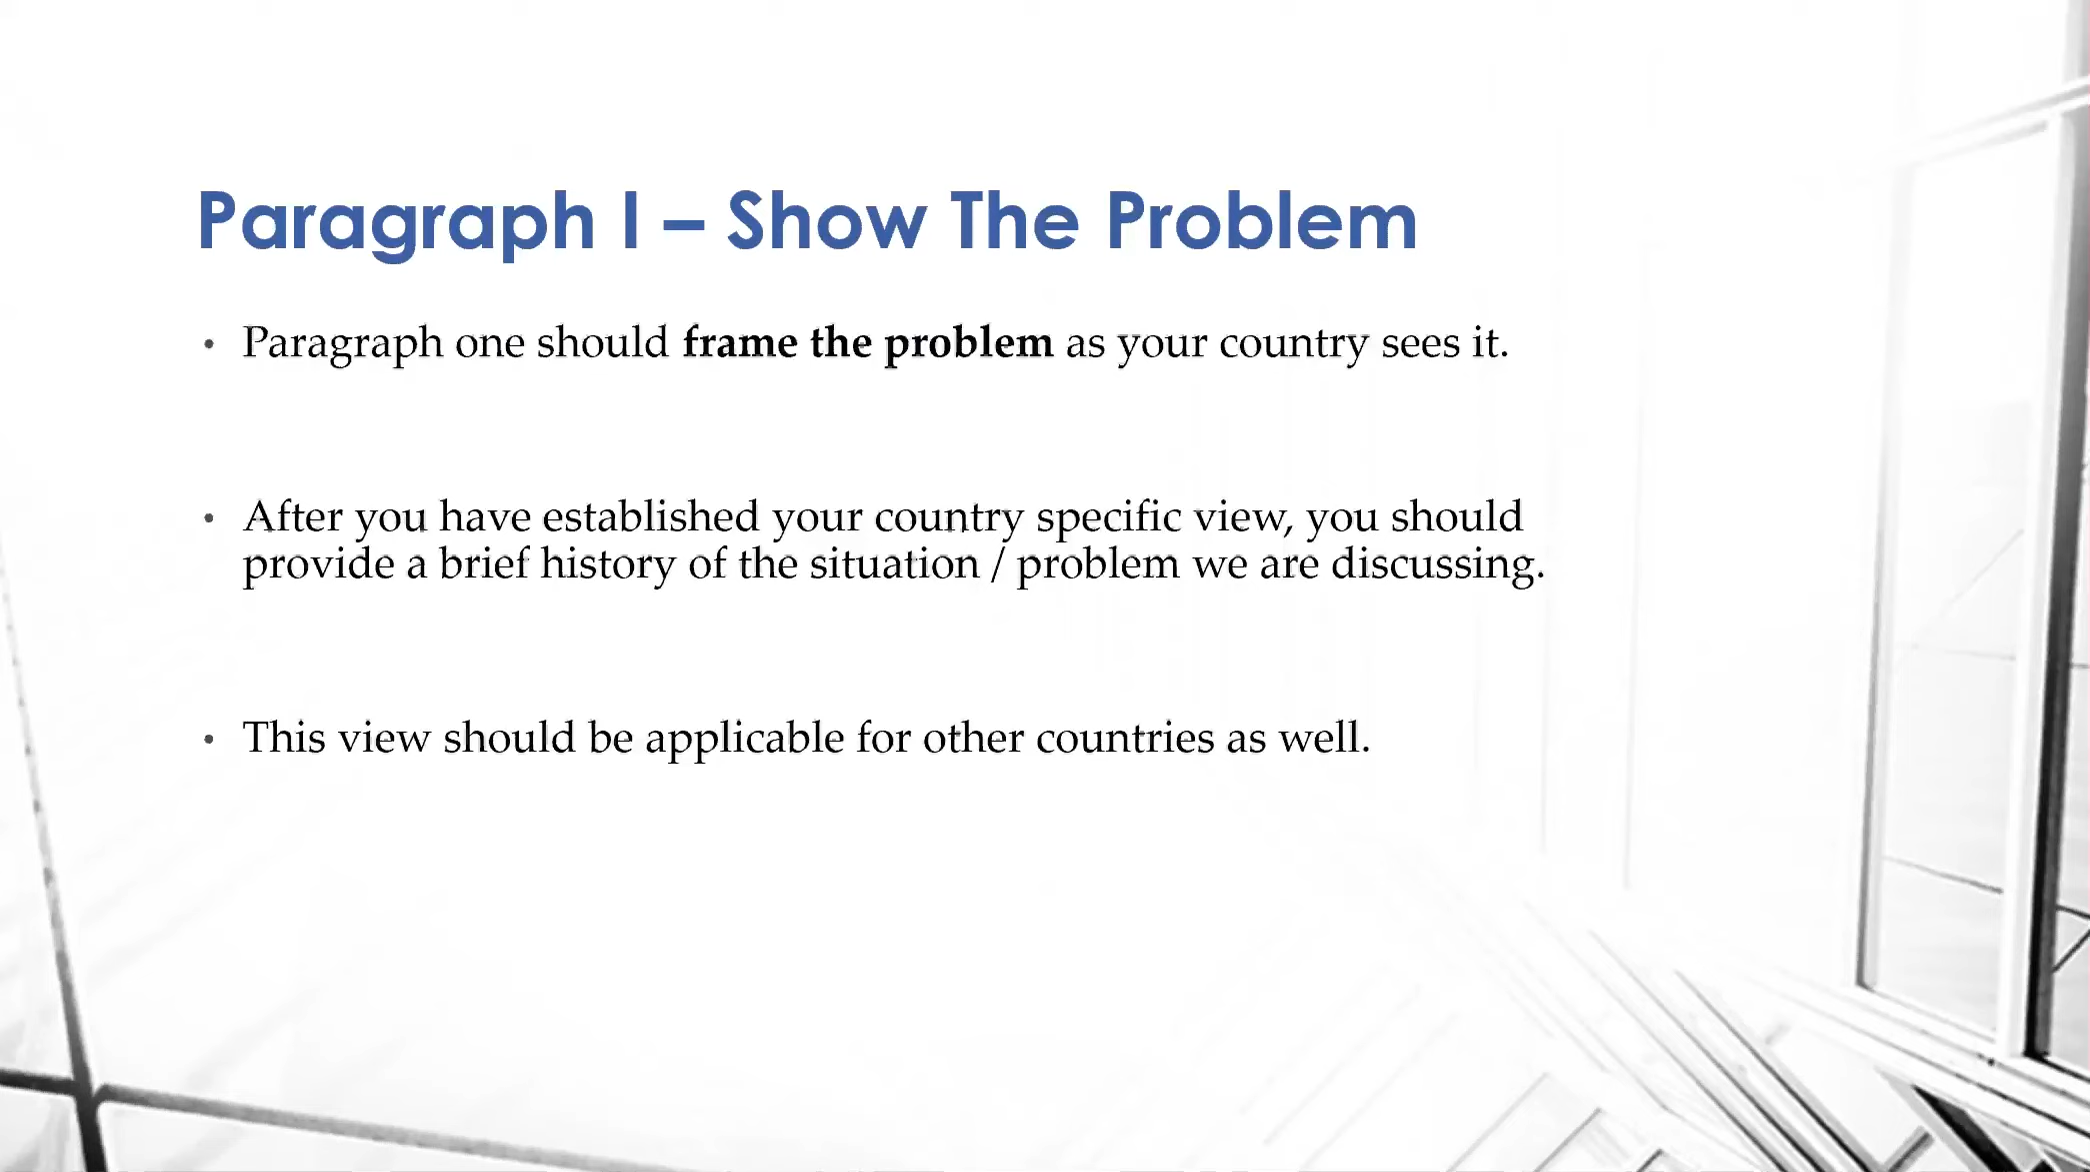 Paragraph I – Show The Problem
• Paragraph one should frame the problem as your country sees it.
• After you have established your country specific view, you should
provide a brief history of the situation / problem we are discussing.
• This view should be applicable for other countries as well.